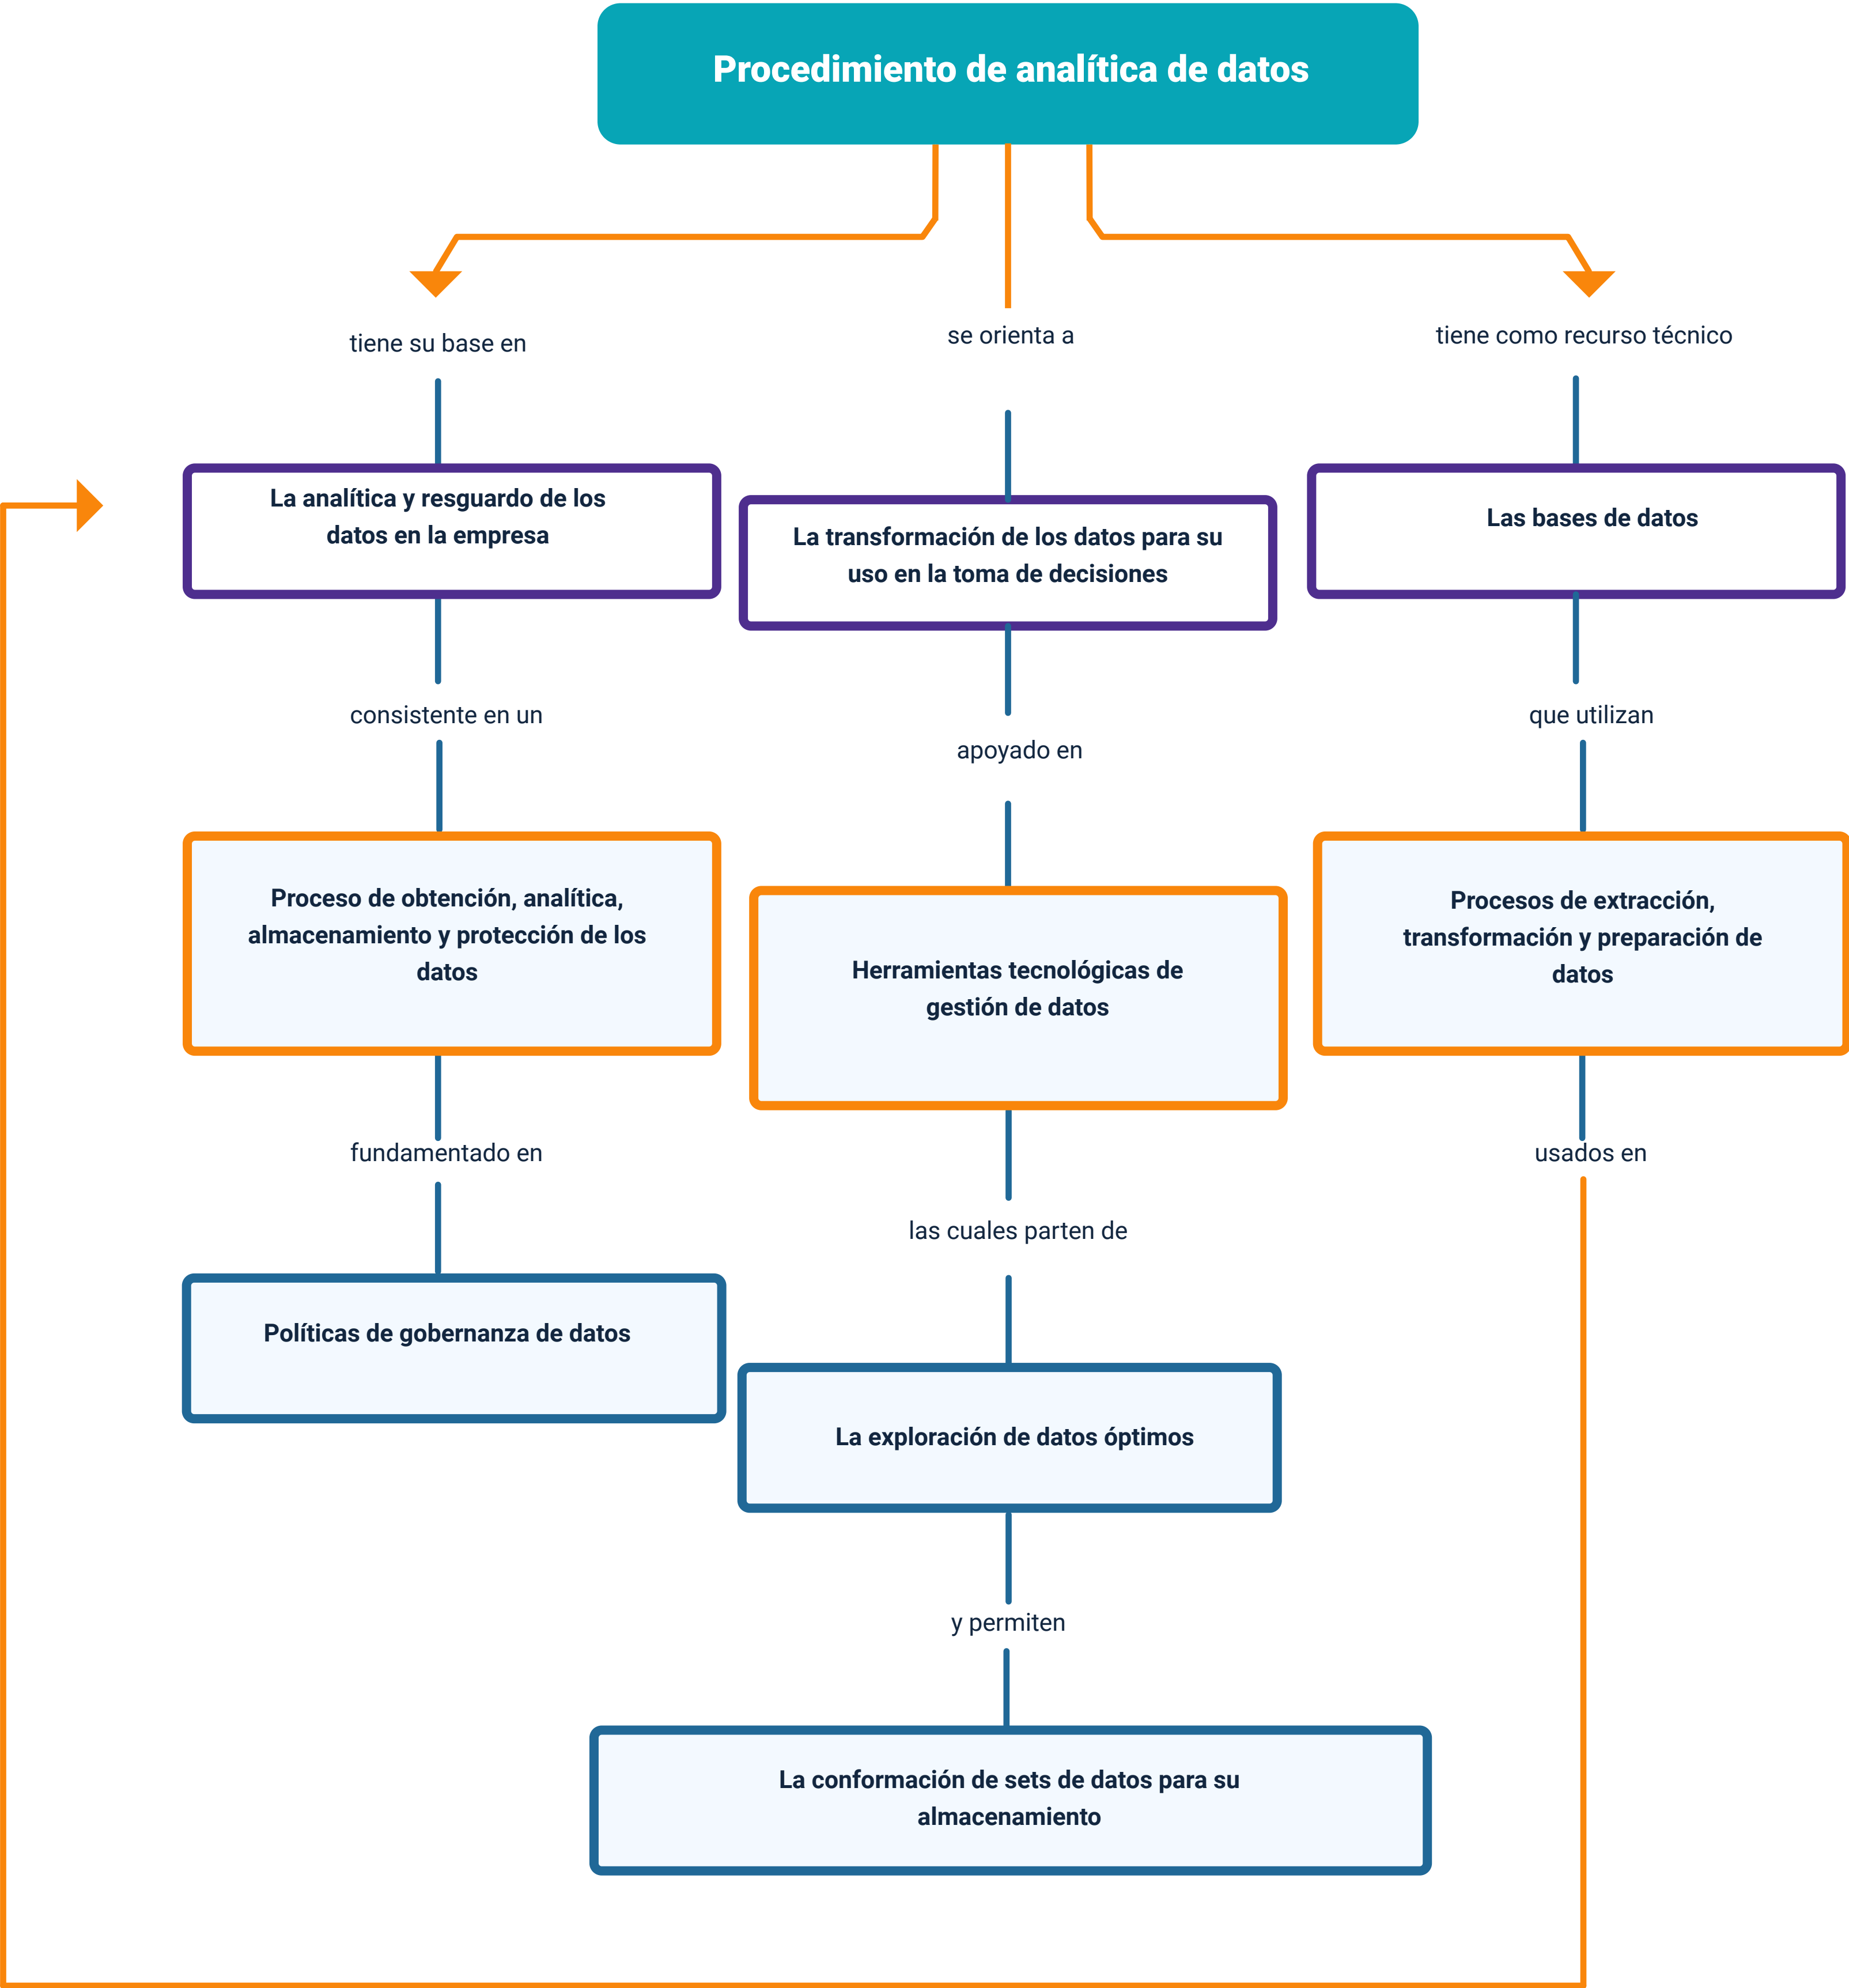 Procedimiento de analítica de datos
tiene su base en
se orienta a
tiene como recurso técnico
La analítica y resguardo de los
datos en la empresa
La transformación de los datos para su
uso en la toma de decisiones
Las bases de datos
consistente en un
apoyado en
que utilizan
Proceso de obtención, analítica,
almacenamiento y protección de los
datos
Herramientas tecnológicas de
gestión de datos
Procesos de extracción,
transformación y preparación de
datos
fundamentado en
las cuales parten de
usados en
Políticas de gobernanza de datos
La exploración de datos óptimos
y permiten
La conformación de sets de datos para su
almacenamiento